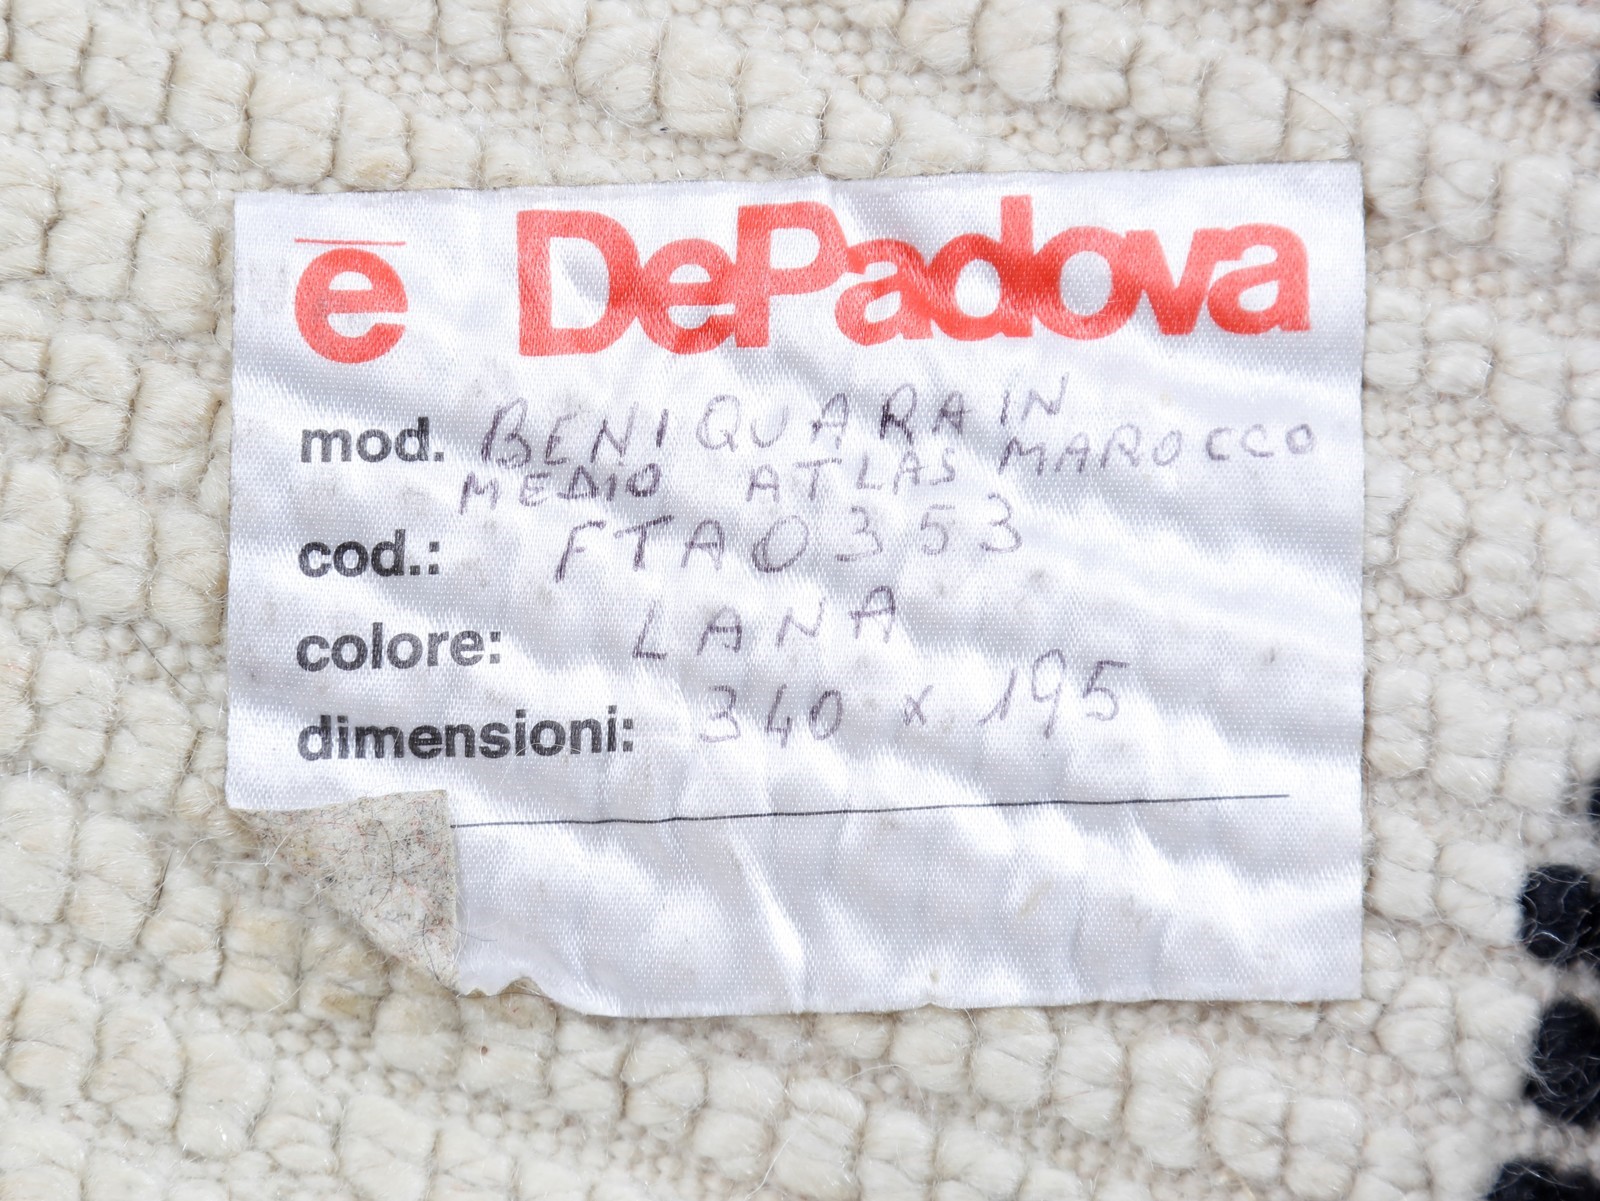 ē DePadova
mod. BENIQUARAIN
MEDIO ATLAS MAROCCO
cod.: FTA0353
colore: LANA
dimensioni: 340 x 195